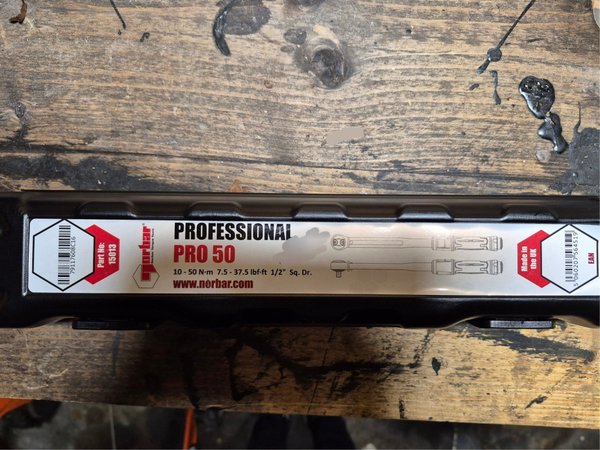 7911760BC16
Part No:
15013
norbar
PROFESSIONAL
PRO 50
10 - 50 N·m 7.5 - 37.5 lbf·ft 1/2" Sq. Dr.
www.norbar.com
Made in
the UK
EAN